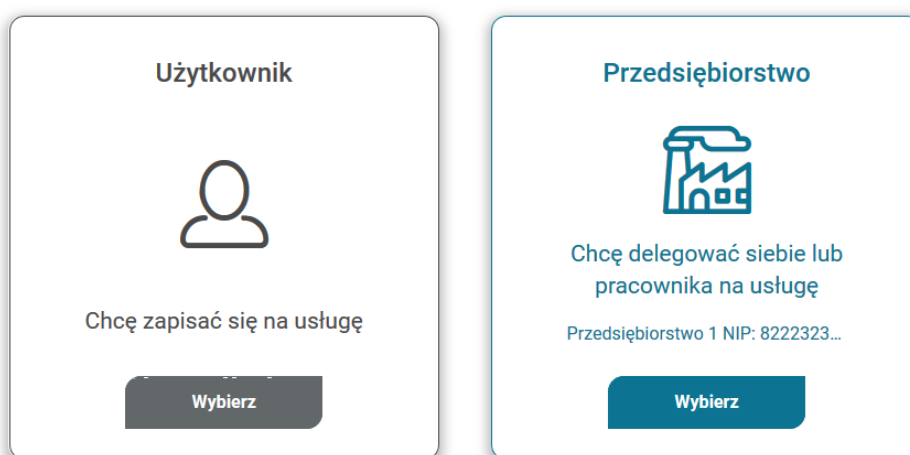 Użytkownik
Chcę zapisać się na usługę
Wybierz
Przedsiębiorstwo
Chcę delegować siebie lub
pracownika na usługę
Przedsiębiorstwo 1 NIP: 8222323...
Wybierz